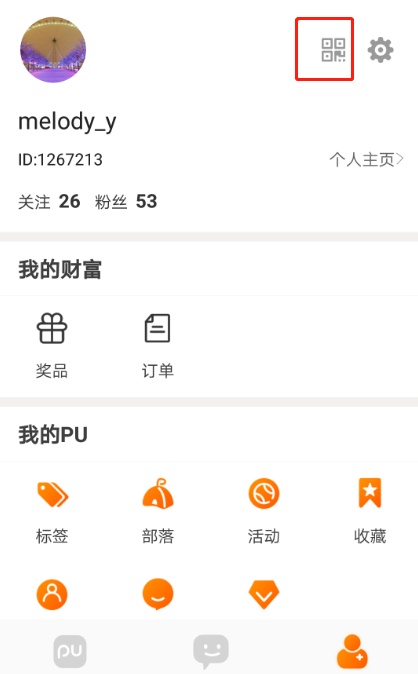 melody_y
ID:1267213
个人主页
关注 26 粉丝 53
我的财富
奖品 订单
我的PU
标签 部落 活动 收藏
PU